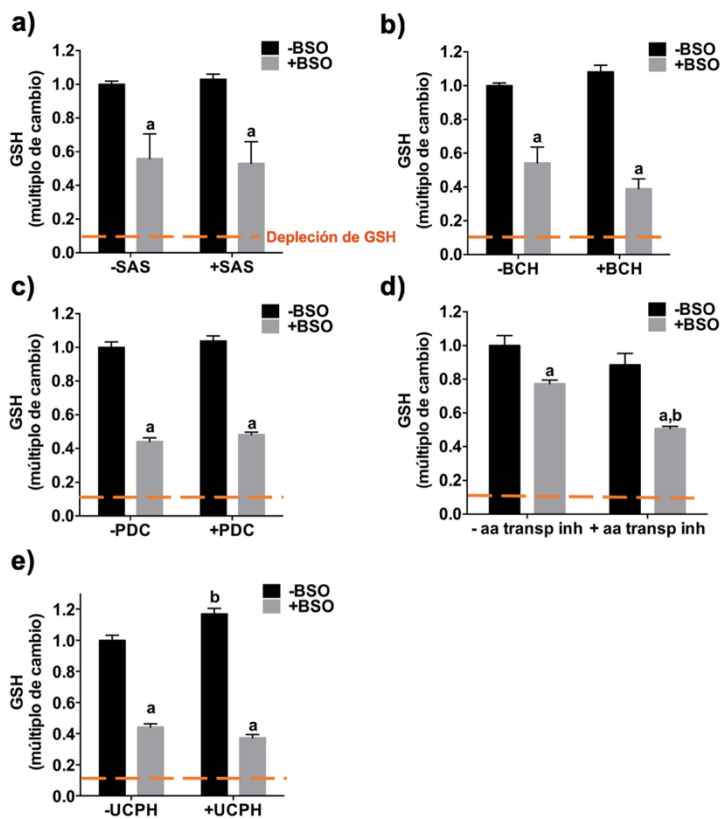 a)
-BSO
+BSO
GSH
(múltiplo de cambio)
1.2
1.0
0.8
0.6
0.4
0.2
0.0
a
a
Depleción de GSH
-SAS
+SAS
b)
-BSO
+BSO
GSH
(múltiplo de cambio)
1.2
1.0
0.8
0.6
0.4
0.2
0.0
a
a
-BCH
+BCH
c)
-BSO
+BSO
GSH
(múltiplo de cambio)
1.2
1.0
0.8
0.6
0.4
0.2
0.0
a
a
-PDC
+PDC
d)
-BSO
+BSO
GSH
(múltiplo de cambio)
1.2
1.0
0.8
0.6
0.4
0.2
0.0
a
a,b
- aa transp inh
+ aa transp inh
e)
-BSO
+BSO
GSH
(múltiplo de cambio)
1.2
1.0
0.8
0.6
0.4
0.2
0.0
a
b
a
-UCPH
+UCPH